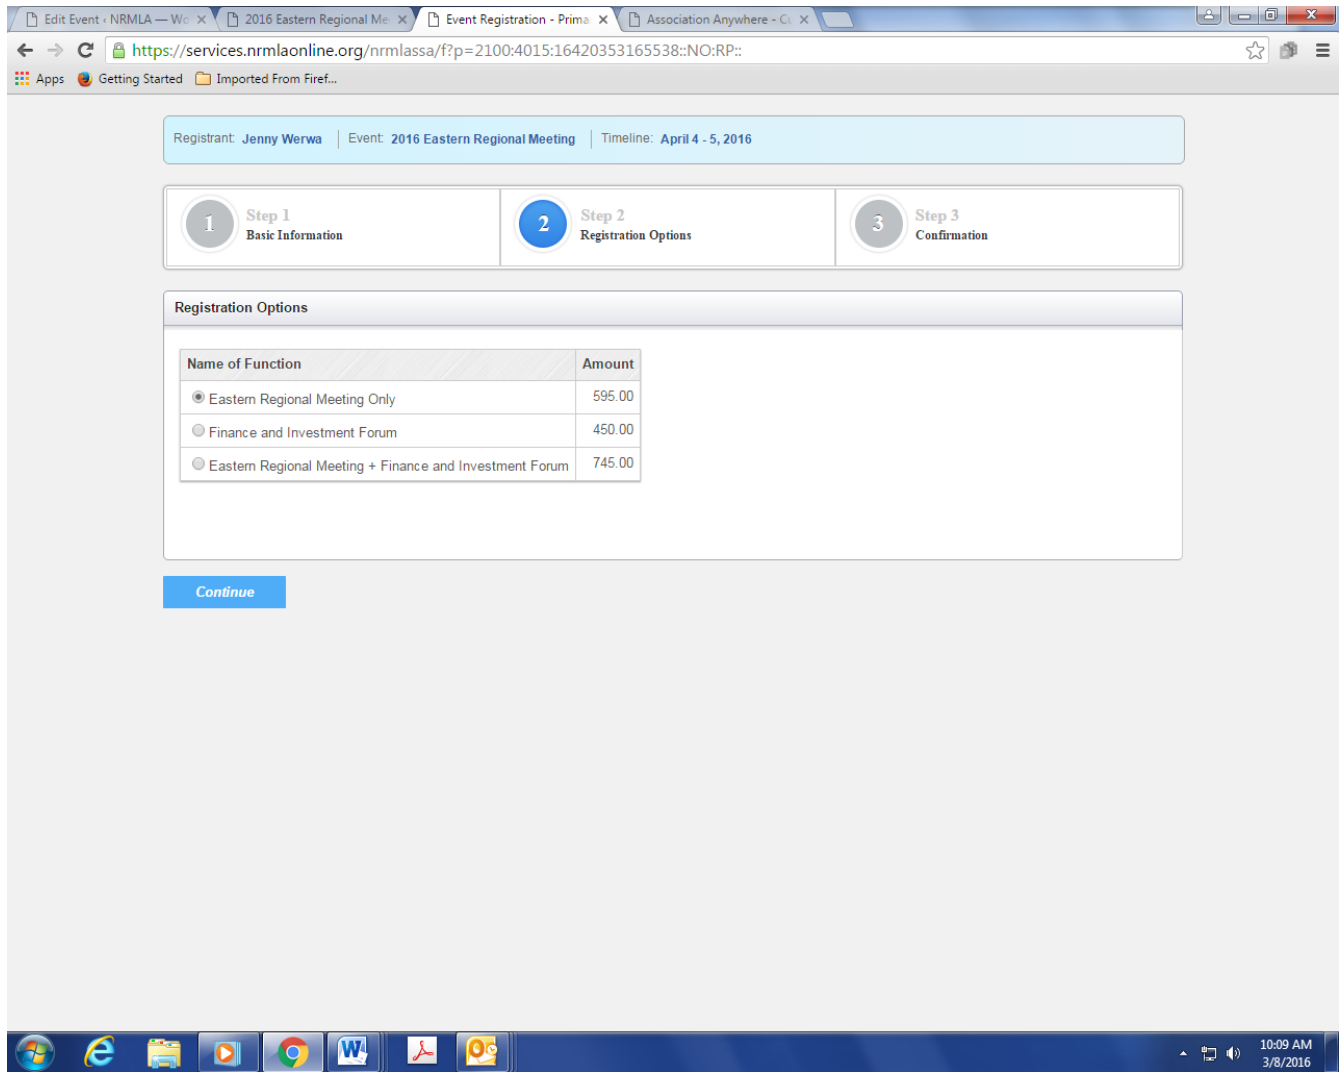 Edit Event ‹ NRMLA — Wo
2016 Eastern Regional Me
Event Registration - Prima
Association Anywhere - Cu
https://services.nrmlaonline.org/nrmlassa/f?p=2100:4015:16420353165538::NO:RP::
Apps Getting Started Imported From Firef...
Registrant: Jenny Werwa Event: 2016 Eastern Regional Meeting Timeline: April 4 - 5, 2016
1 Step 1
Basic Information
2 Step 2
Registration Options
3 Step 3
Confirmation
Registration Options
Name of Function Amount
Eastern Regional Meeting Only 595.00
Finance and Investment Forum 450.00
Eastern Regional Meeting + Finance and Investment Forum 745.00
Continue
10:09 AM
3/8/2016